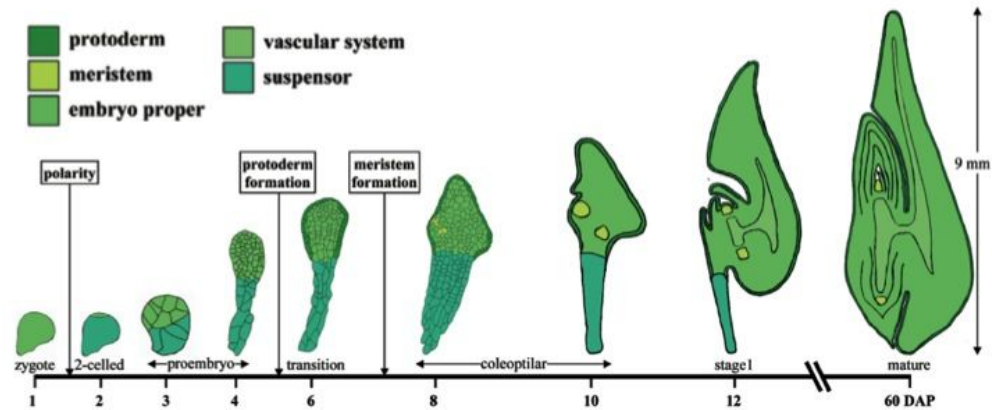 protoderm
meristem
embryo proper
vascular system
suspensor
polarity
protoderm
formation
meristem
formation
9 mm
zygote
2-celled
proembryo
transition
coleoptilar
stage1
mature
1 2 3 4 6 8 10 12 60 DAP